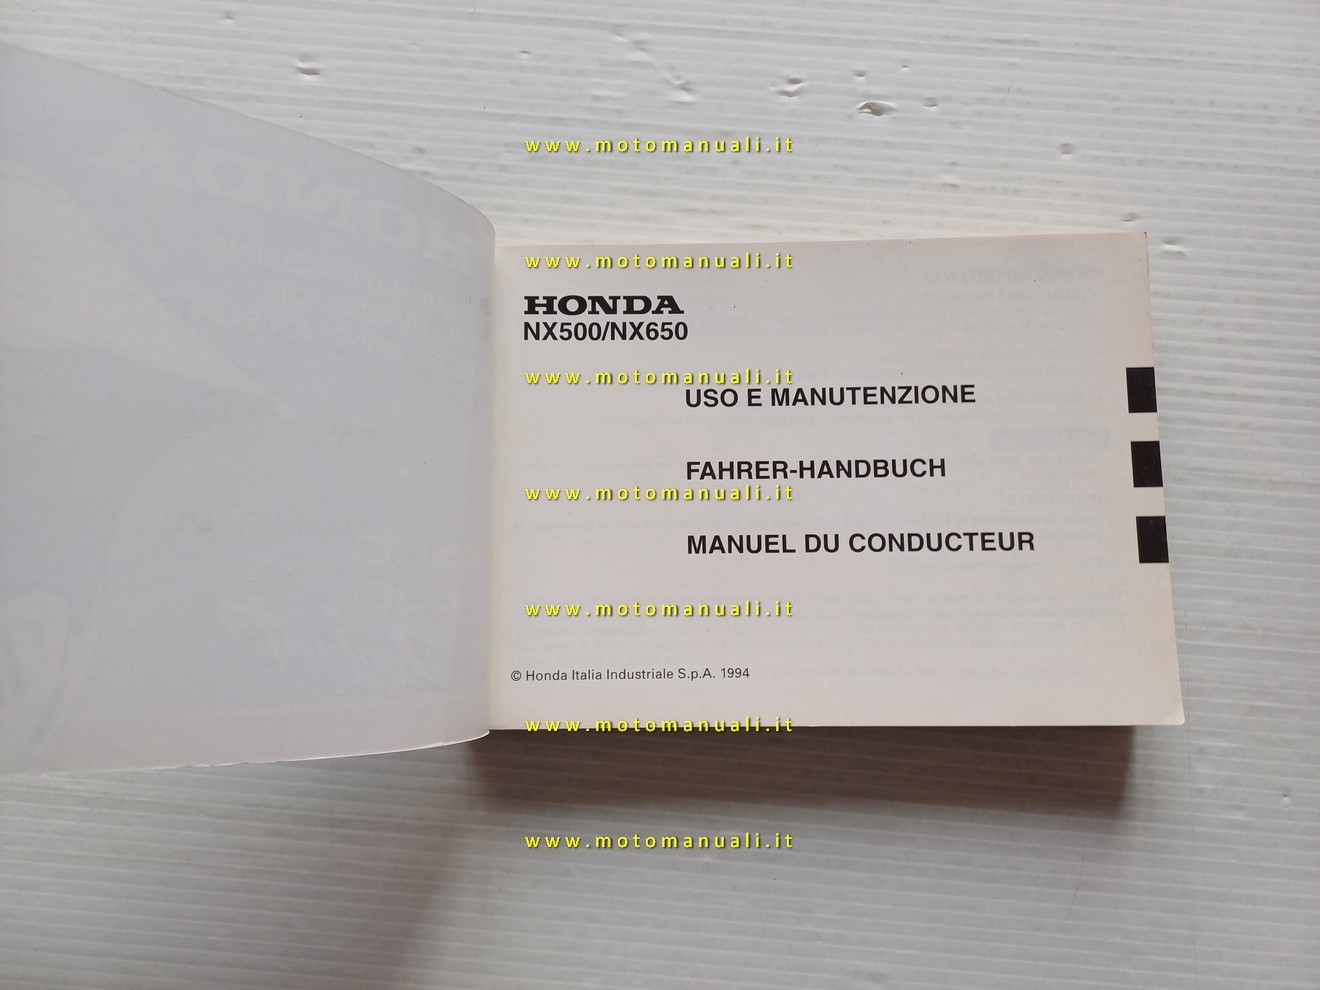 www.motomanuali.it
www.motomanuali.it
HONDA
NX500/NX650
www.motomanuali.it
USO E MANUTENZIONE
FAHRER-HANDBUCH
www.motomanuali.it
MANUEL DU CONDUCTEUR
www.motomanuali.it
© Honda Italia Industriale S.p.A. 1994
www.motomanuali.it
www.motomanuali.it
HONDA